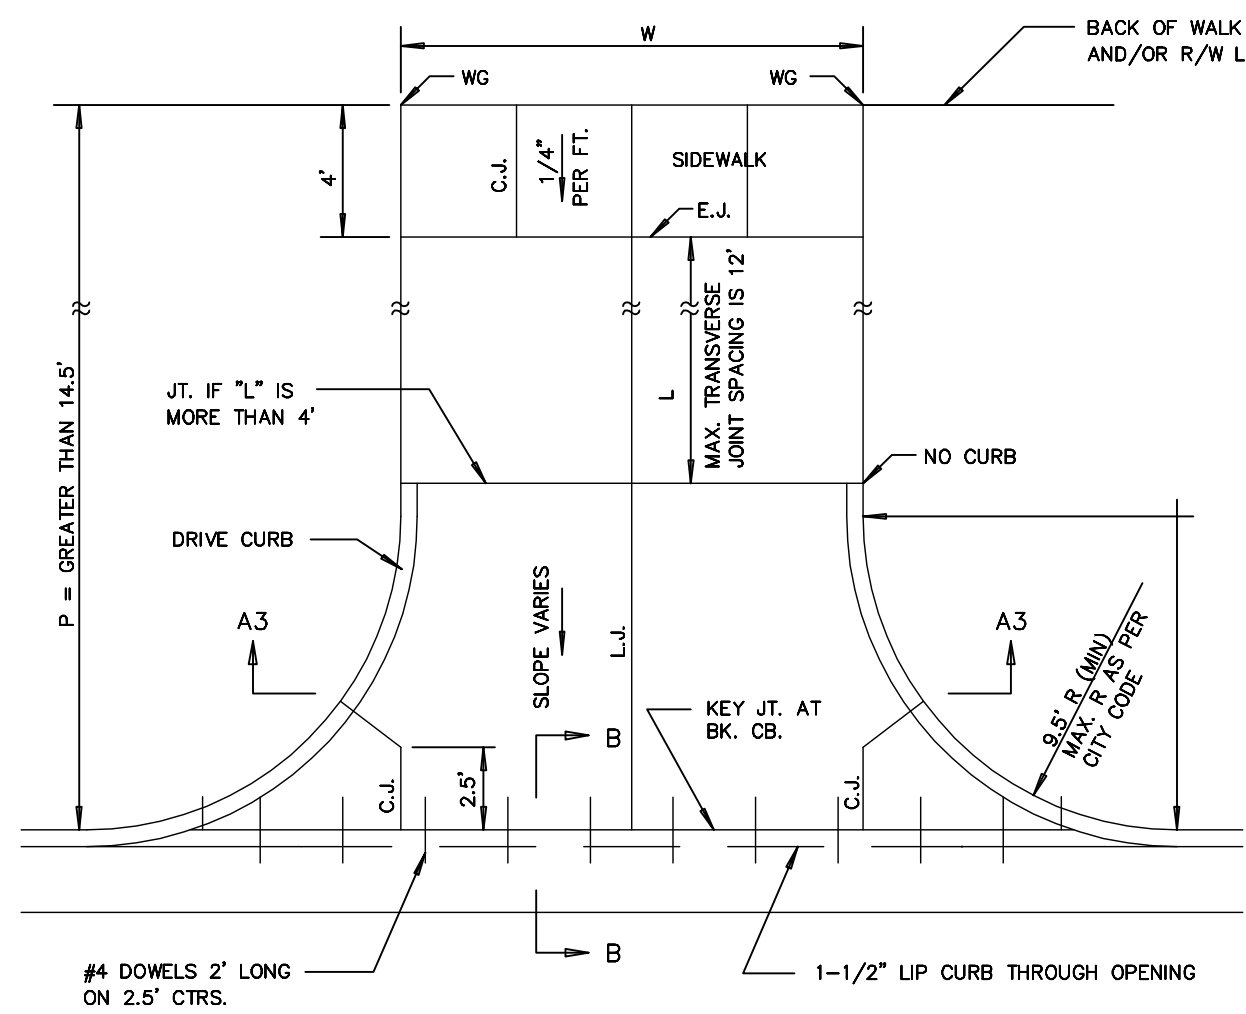 W
BACK OF WALK
AND/OR R/W L
WG
WG
4'
C.J.
1/4"
PER FT.
SIDEWALK
E.J.
P = GREATER THAN 14.5'
JT. IF "L" IS
MORE THAN 4'
L
MAX. TRANSVERSE
JOINT SPACING IS 12'
NO CURB
DRIVE CURB
A3
SLOPE VARIES
L.J.
A3
9.5' R (MIN)
MAX. R AS PER
CITY CODE
KEY JT. AT
BK. CB.
B
C.J.
2.5'
C.J.
B
#4 DOWELS 2' LONG
ON 2.5' CTRS.
1-1/2" LIP CURB THROUGH OPENING